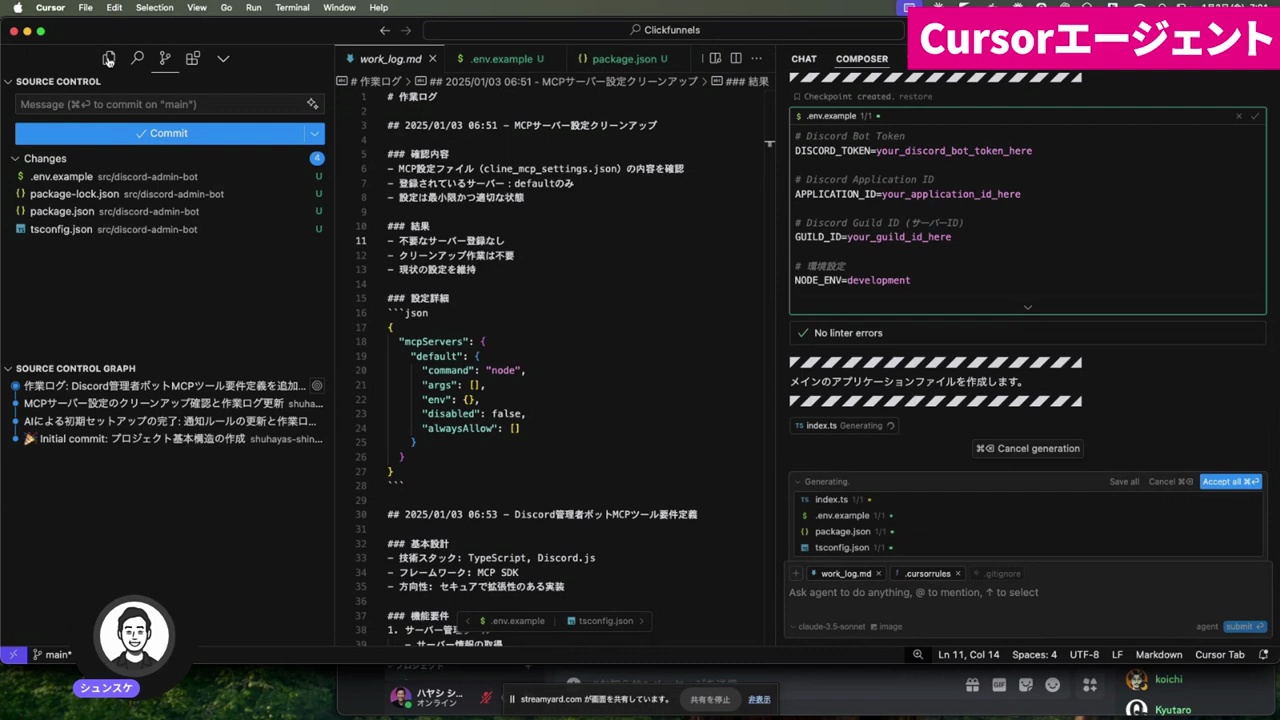 Cursor File Edit Selection View Go Run Terminal Window Help
Clickfunnels
Cursorエージェント
SOURCE CONTROL
Message (⌘⏎ to commit on "main")
Commit
Changes 4
.env.example src/discord-admin-bot U
package-lock.json src/discord-admin-bot U
package.json src/discord-admin-bot U
tsconfig.json src/discord-admin-bot U
SOURCE CONTROL GRAPH
作業ログ: Discord管理者ボットMCPツール要件定義を追加...
MCPサーバー設定のクリーンアップ確認と作業ログ更新 shuha...
AIによる初期セットアップの完了: 通知ルールの更新と作業ロ...
🎉 Initial commit: プロジェクト基本構造の作成 shuhayas-shin...
work_log.md
.env.example U
package.json U
# 作業ログ > ## 2025/01/03 06:51 - MCPサーバー設定クリーンアップ > ### 結果
1 # 作業ログ
2
3 ## 2025/01/03 06:51 - MCPサーバー設定クリーンアップ
4
5 ### 確認内容
6 - MCP設定ファイル（cline_mcp_settings.json）の内容を確認
7 - 登録されているサーバー：defaultのみ
8 - 設定は最小限かつ適切な状態
9
10 ### 結果
11 - 不要なサーバー登録なし
12 - クリーンアップ作業は不要
13 - 現状の設定を維持
14
15 ### 設定詳細
16 ```json
17 {
18 "mcpServers": {
19 "default": {
20 "command": "node",
21 "args": [],
22 "env": {},
23 "disabled": false,
24 "alwaysAllow": []
25 }
26 }
27 }
28 ```
29
30 ## 2025/01/03 06:53 - Discord管理者ボットMCPツール要件定義
31
32 ### 基本設計
33 - 技術スタック: TypeScript, Discord.js
34 - フレームワーク: MCP SDK
35 - 方向性: セキュアで拡張性のある実装
36
37 ### 機能要件
38 1. サーバー管理
39 - サーバー情報の取得
.env.example
tsconfig.json
CHAT COMPOSER
Checkpoint created. restore
.env.example 1/1
# Discord Bot Token
DISCORD_TOKEN=your_discord_bot_token_here
# Discord Application ID
APPLICATION_ID=your_application_id_here
# Discord Guild ID (サーバーID)
GUILD_ID=your_guild_id_here
# 環境設定
NODE_ENV=development
No linter errors
メインのアプリケーションファイルを作成します。
TS index.ts Generating
⌘⌫ Cancel generation
Generating. Save all Cancel ⌘⌫ Accept all ⌘⏎
TS index.ts 1/1
.env.example 1/1
package.json 1/1
tsconfig.json 1/1
work_log.md .cursorrules .gitignore
Ask agent to do anything, @ to mention, ↑ to select
claude-3.5-sonnet image agent submit ⏎
main*
Ln 11, Col 14 Spaces: 4 UTF-8 LF Markdown Cursor Tab
シュンスケ
ハヤシ シ...
オンライン
streamyard.com が画面を共有しています。
共有を停止
非表示
GIF
koichi
Kyutaro